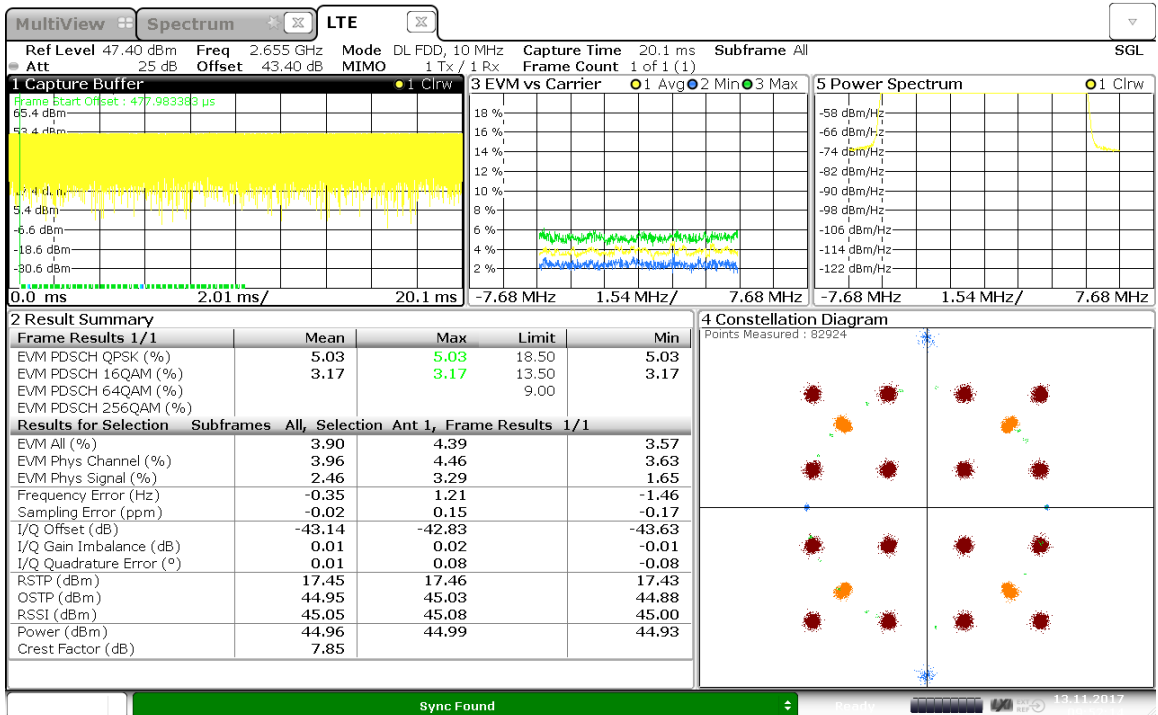 MultiView Spectrum LTE
Ref Level 47.40 dBm Freq 2.655 GHz Mode DL FDD, 10 MHz Capture Time 20.1 ms Subframe All SGL
Att 25 dB Offset 43.40 dB MIMO 1 Tx / 1 Rx Frame Count 1 of 1 (1)
1 Capture Buffer 1 Clrw
Frame Start Offset : 477.983383 µs
65.4 dBm
53.4 dBm
5.4 dBm
-6.6 dBm
-18.6 dBm
-30.6 dBm
0.0 ms 2.01 ms/ 20.1 ms
3 EVM vs Carrier 1 Avg 2 Min 3 Max
18 %
16 %
14 %
12 %
10 %
8 %
6 %
4 %
2 %
-7.68 MHz 1.54 MHz/ 7.68 MHz
5 Power Spectrum 1 Clrw
-58 dBm/Hz
-66 dBm/Hz
-74 dBm/Hz
-82 dBm/Hz
-90 dBm/Hz
-98 dBm/Hz
-106 dBm/Hz
-114 dBm/Hz
-122 dBm/Hz
-7.68 MHz 1.54 MHz/ 7.68 MHz
2 Result Summary
Frame Results 1/1 Mean Max Limit Min
EVM PDSCH QPSK (%) 5.03 5.03 18.50 5.03
EVM PDSCH 16QAM (%) 3.17 3.17 13.50 3.17
EVM PDSCH 64QAM (%) 9.00
EVM PDSCH 256QAM (%)
Results for Selection Subframes All, Selection Ant 1, Frame Results 1/1
EVM All (%) 3.90 4.39 3.57
EVM Phys Channel (%) 3.96 4.46 3.63
EVM Phys Signal (%) 2.46 3.29 1.65
Frequency Error (Hz) -0.35 1.21 -1.46
Sampling Error (ppm) -0.02 0.15 -0.17
I/Q Offset (dB) -43.14 -42.83 -43.63
I/Q Gain Imbalance (dB) 0.01 0.02 -0.01
I/Q Quadrature Error (°) 0.01 0.08 -0.08
RSTP (dBm) 17.45 17.46 17.43
OSTP (dBm) 44.95 45.03 44.88
RSSI (dBm) 45.05 45.08 45.00
Power (dBm) 44.96 44.99 44.93
Crest Factor (dB) 7.85
4 Constellation Diagram
Points Measured : 82924
Sync Found
Ready
13.11.2017